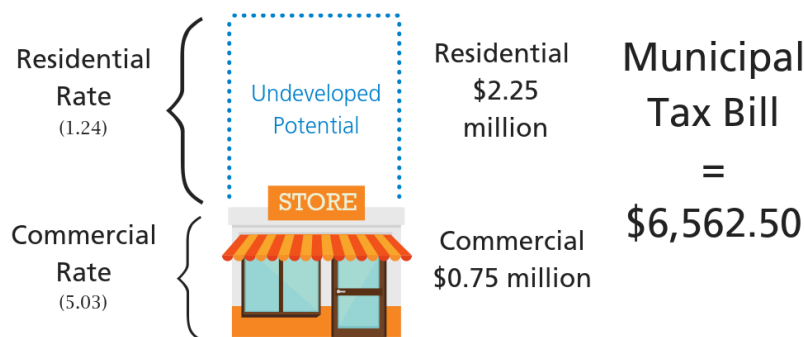 Residential
Rate
(1.24)
Undeveloped
Potential
Residential
$2.25
million
Municipal
Tax Bill
=
$6,562.50
STORE
Commercial
Rate
(5.03)
Commercial
$0.75 million